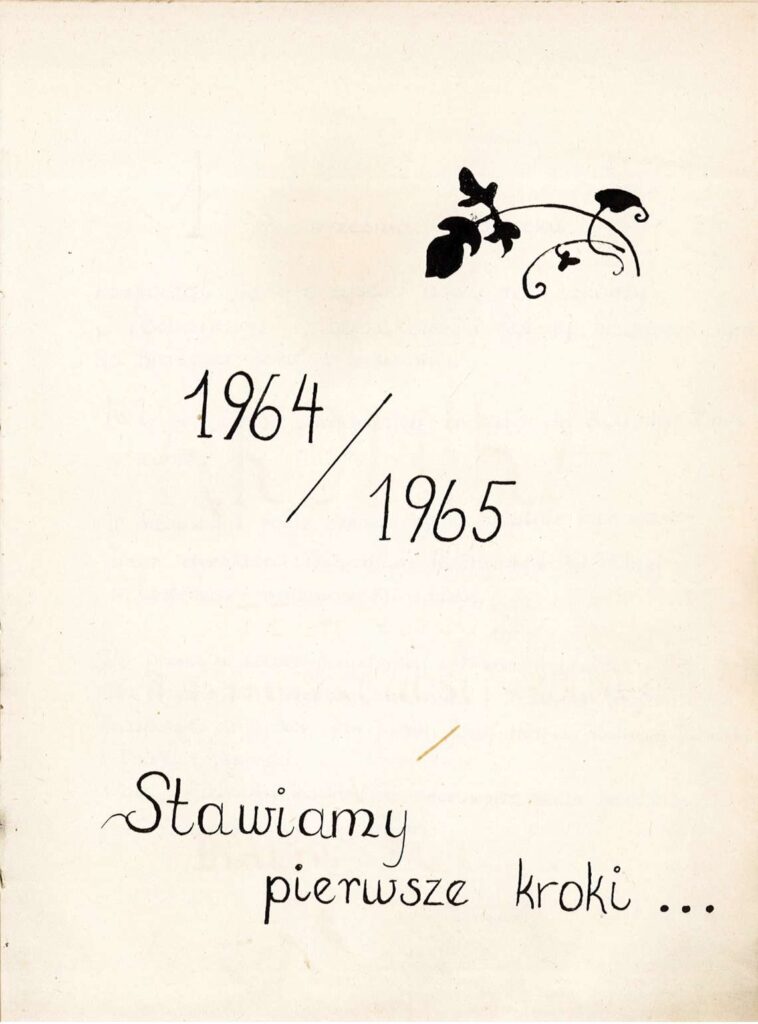 1964/
1965
Stawiamy
pierwsze kroki ...